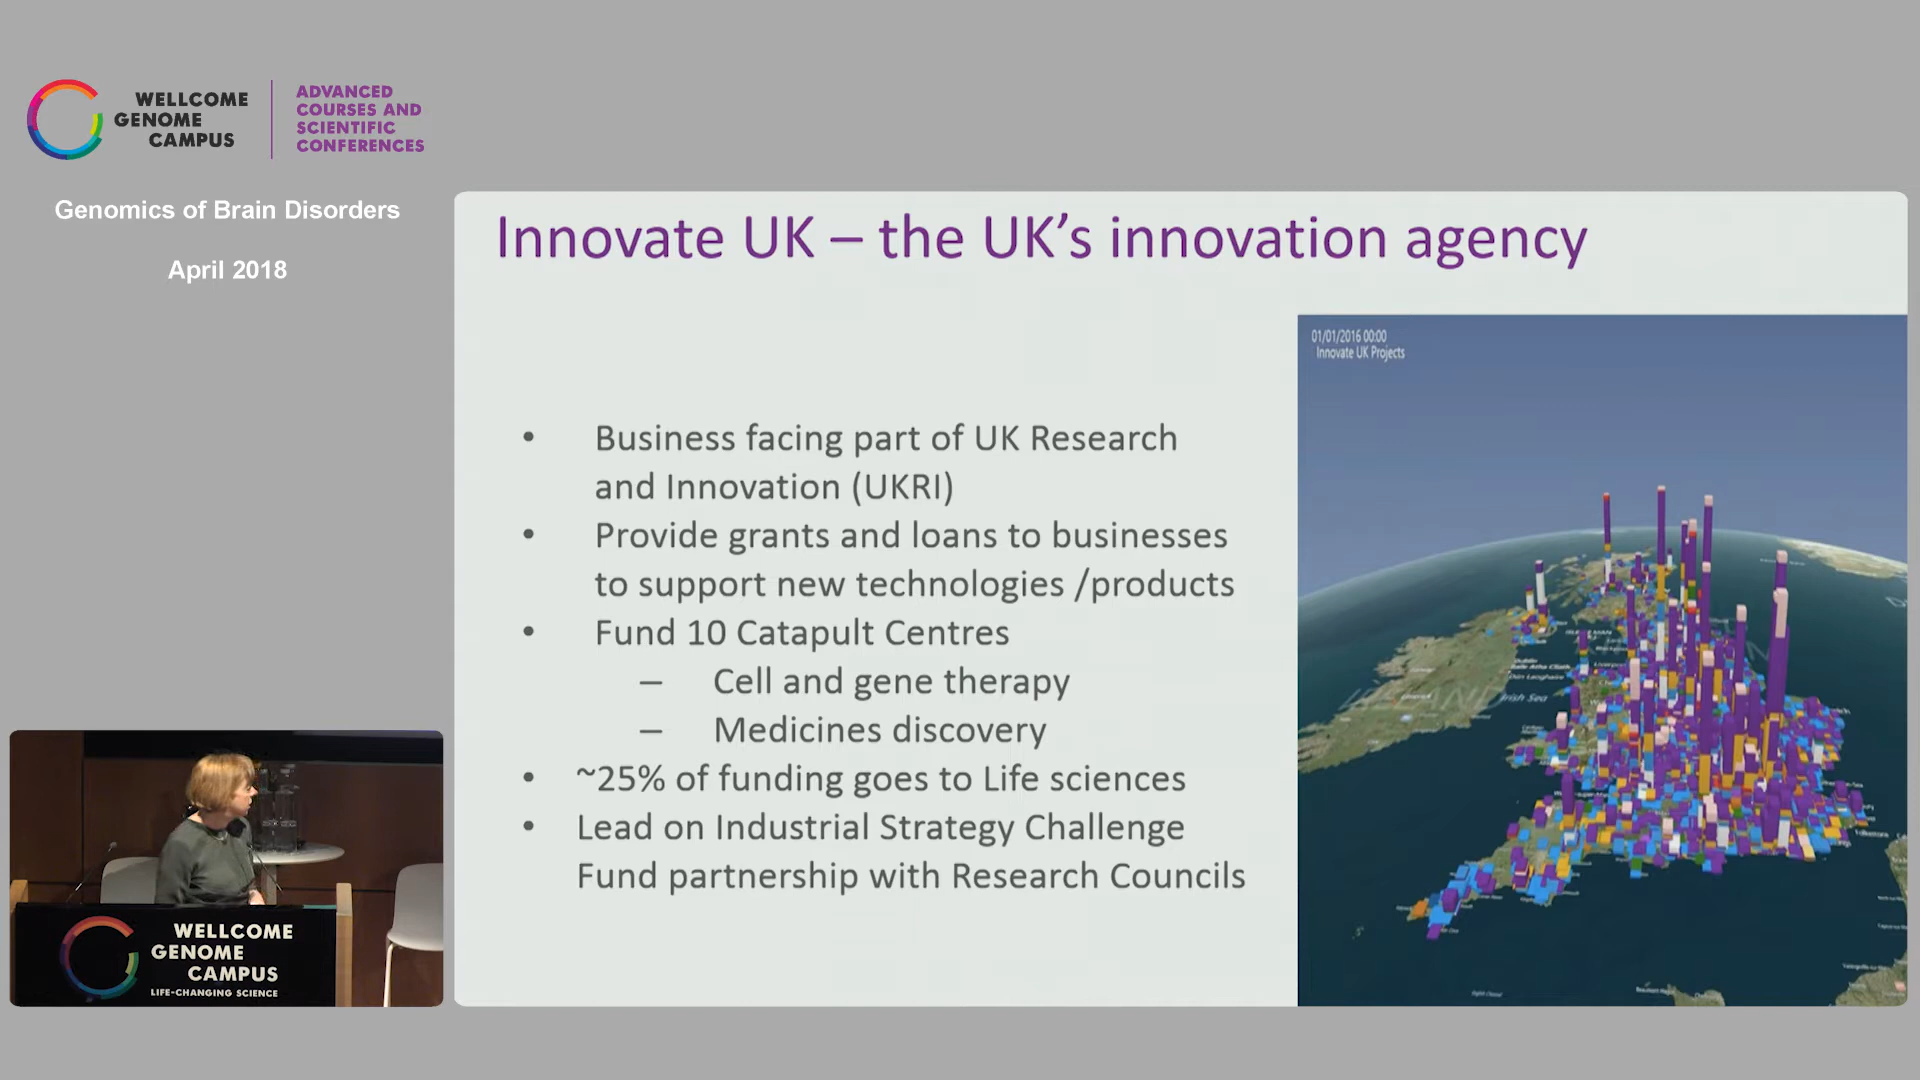 WELLCOME
GENOME
CAMPUS
ADVANCED
COURSES AND
SCIENTIFIC
CONFERENCES
Genomics of Brain Disorders
April 2018
Innovate UK – the UK's innovation agency
• Business facing part of UK Research
and Innovation (UKRI)
• Provide grants and loans to businesses
to support new technologies /products
• Fund 10 Catapult Centres
– Cell and gene therapy
– Medicines discovery
• ~25% of funding goes to Life sciences
• Lead on Industrial Strategy Challenge
Fund partnership with Research Councils
01/01/2016 00:00
Innovate UK Projects
IRELAND
Irish Sea
WELLCOME
GENOME
CAMPUS
LIFE-CHANGING SCIENCE